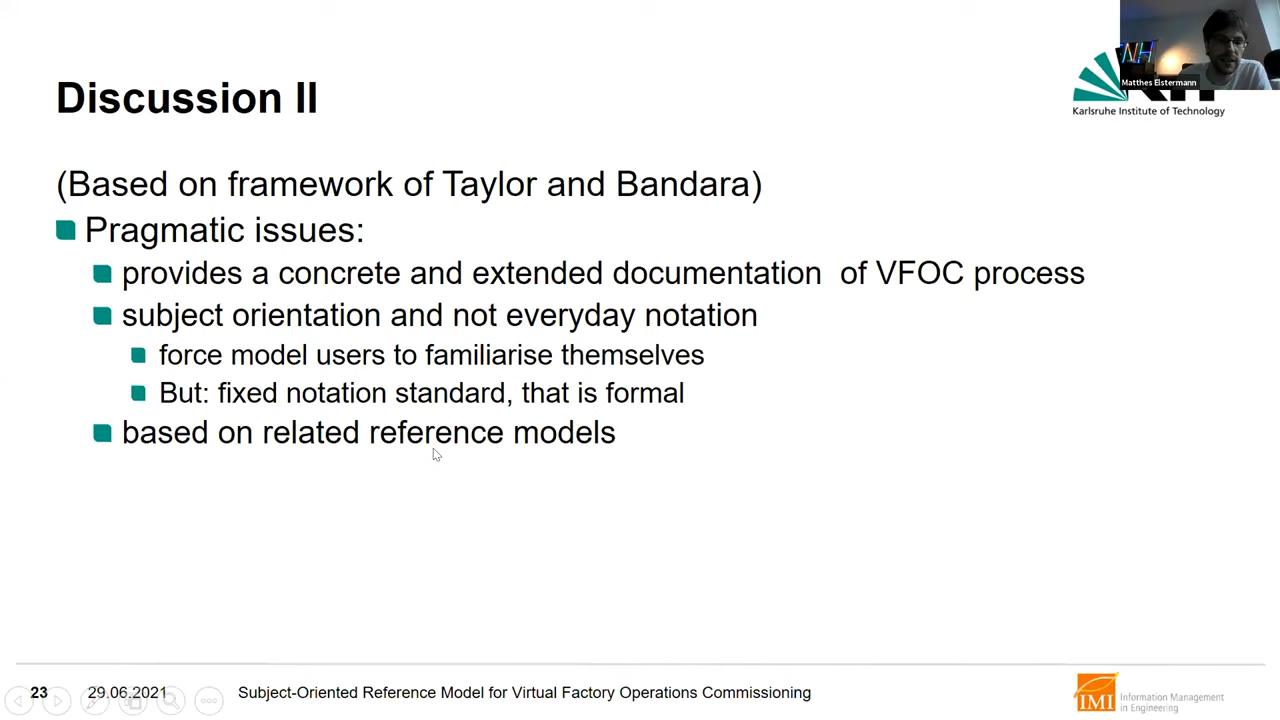 Matthes Elstermann
Karlsruhe Institute of Technology
Discussion II
(Based on framework of Taylor and Bandara)
Pragmatic issues:
provides a concrete and extended documentation of VFOC process
subject orientation and not everyday notation
force model users to familiarise themselves
But: fixed notation standard, that is formal
based on related reference models
23 29.06.2021 Subject-Oriented Reference Model for Virtual Factory Operations Commissioning
IMI Information Management
in Engineering